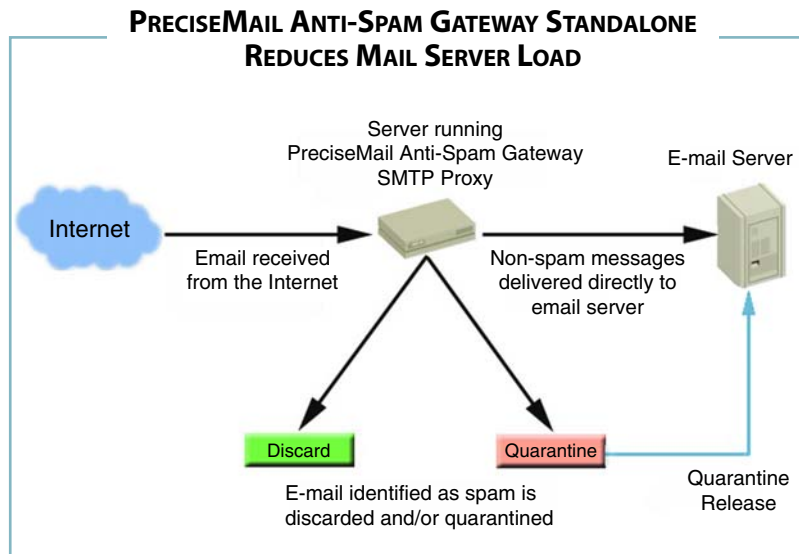 PRECISEMAIL ANTI-SPAM GATEWAY STANDALONE
REDUCES MAIL SERVER LOAD
Server running
PreciseMail Anti-Spam Gateway
SMTP Proxy
E-mail Server
Internet
Email received
from the Internet
Non-spam messages
delivered directly to
email server
Discard
Quarantine
E-mail identified as spam is
discarded and/or quarantined
Quarantine
Release